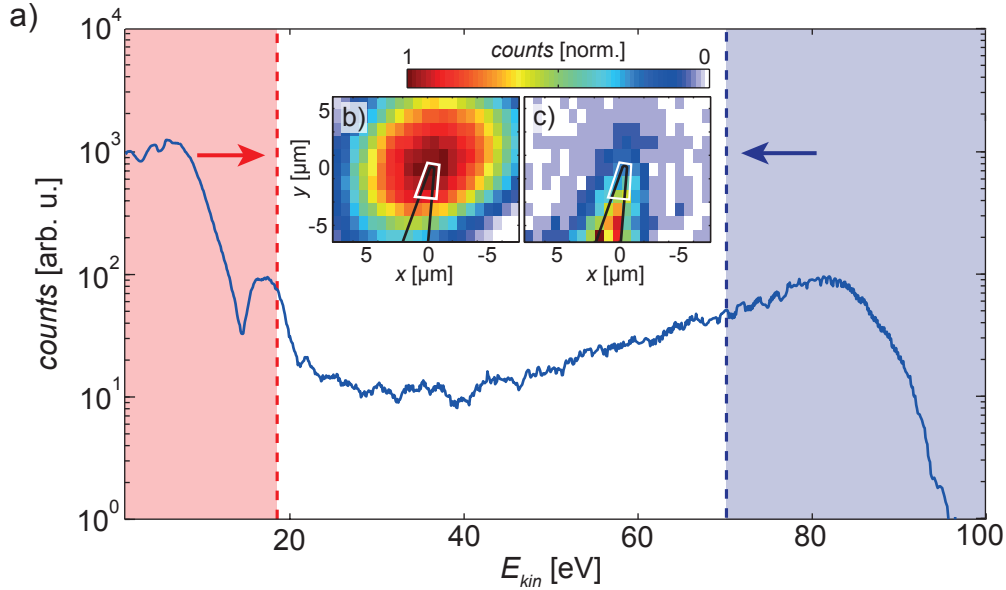 a)
counts [norm.]
1
0
b)
c)
5
0
-5
y [µm]
5 0 -5
x [µm]
5 0 -5
x [µm]
10^4
10^3
10^2
10^1
10^0
counts [arb. u.]
20 40 60 80 100
E_kin [eV]